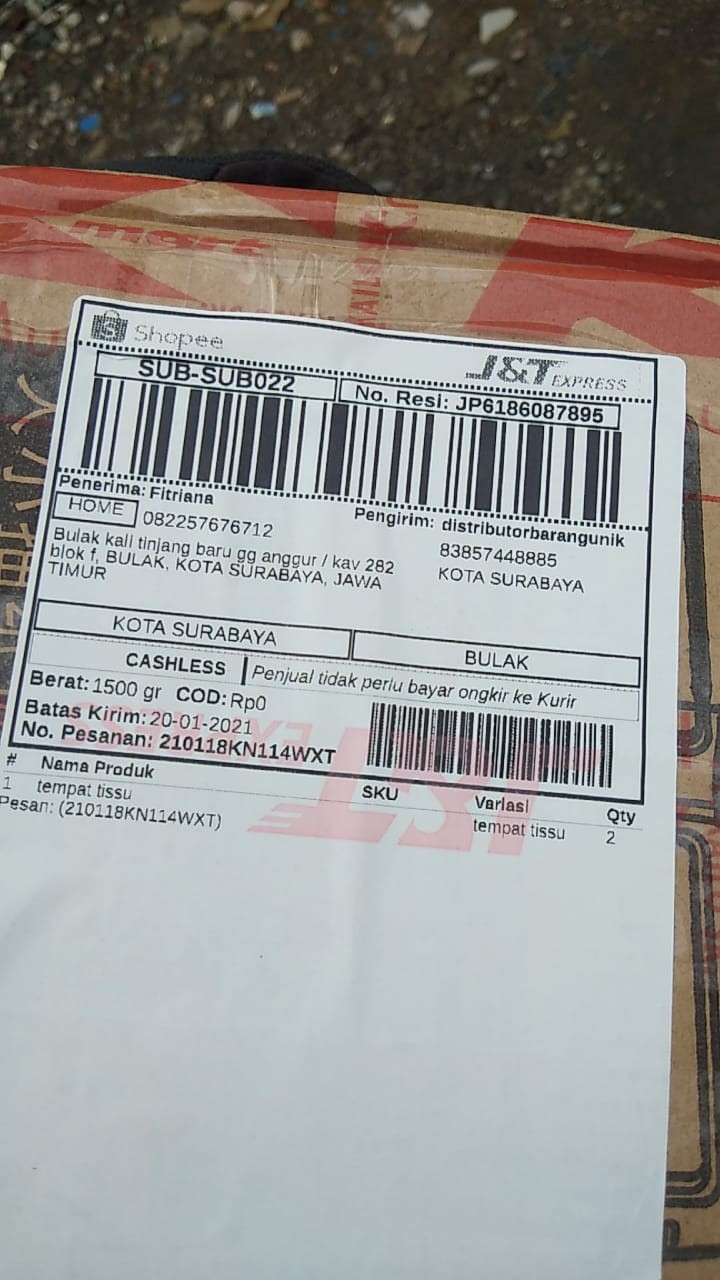 Shopee
J&T EXPRESS
SUB-SUB022
No. Resi: JP6186087895
Penerima: Fitriana
HOME 082257676712
Bulak kali tinjang baru gg anggur / kav 282
blok f, BULAK, KOTA SURABAYA, JAWA
TIMUR
Pengirim: distributorbarangunik
83857448885
KOTA SURABAYA
KOTA SURABAYA
BULAK
CASHLESS
Penjual tidak perlu bayar ongkir ke Kurir
Berat: 1500 gr COD: Rp0
Batas Kirim: 20-01-2021
No. Pesanan: 210118KN114WXT
# Nama Produk SKU Variasi Qty
1 tempat tissu tempat tissu 2
Pesan: (210118KN114WXT)
J&T EXPRESS